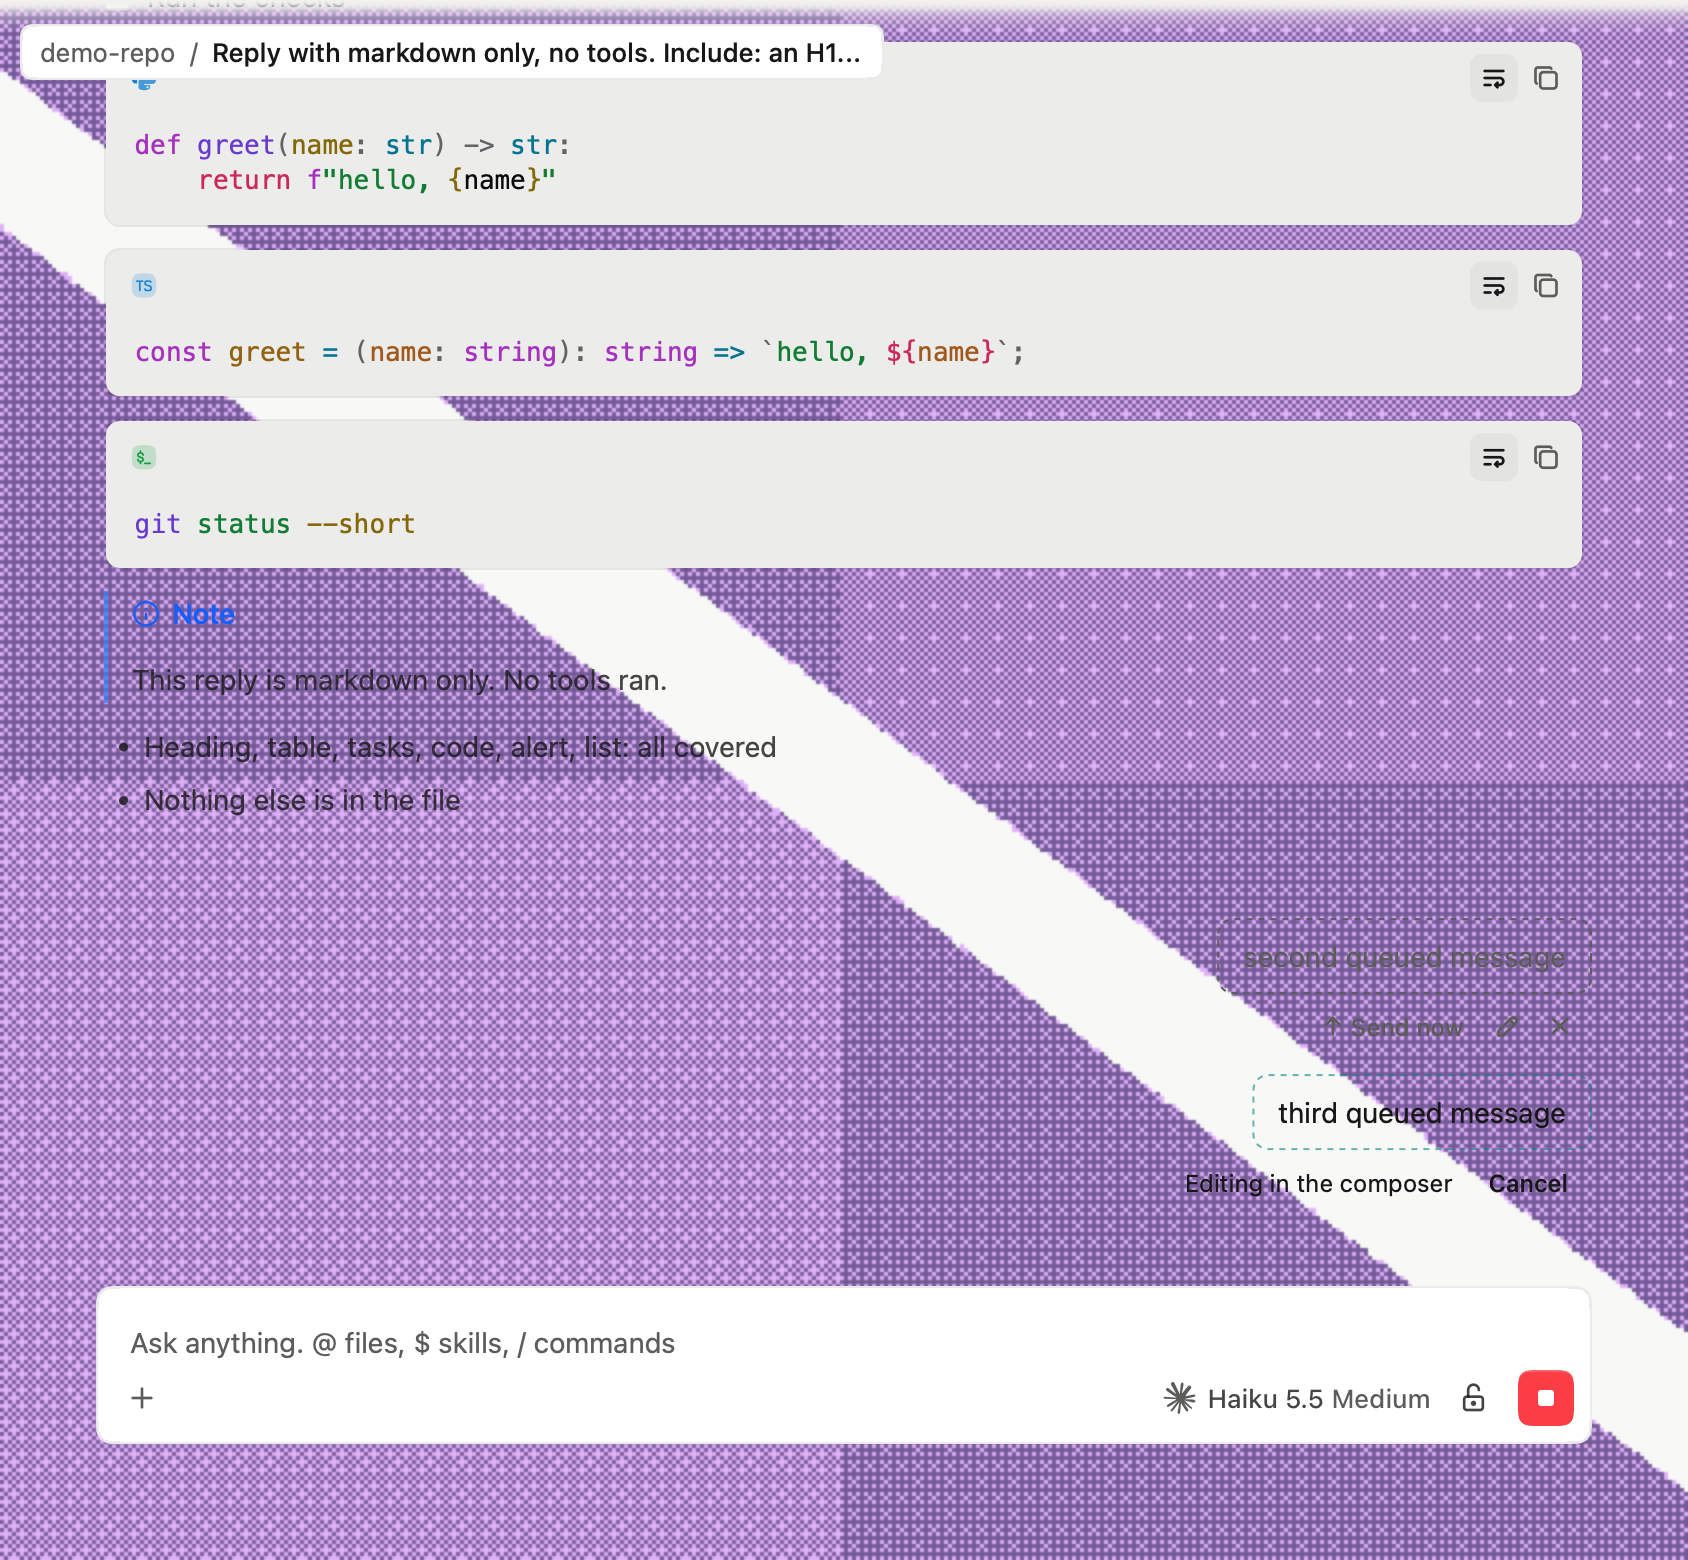 demo-repo / Reply with markdown only, no tools. Include: an H1...
def greet(name: str) -> str:
    return f"hello, {name}"
TS
const greet = (name: string): string => `hello, ${name}`;
$_
git status --short
Note
This reply is markdown only. No tools ran.
• Heading, table, tasks, code, alert, list: all covered
• Nothing else is in the file
second queued message
↑ Send now
third queued message
Editing in the composer Cancel
Ask anything. @ files, $ skills, / commands
Haiku 5.5 Medium